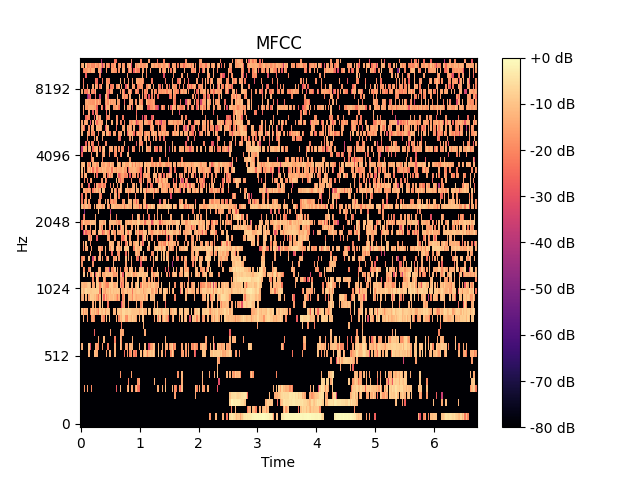 MFCC
Hz
8192
4096
2048
1024
512
0
0 1 2 3 4 5 6
Time
+0 dB
-10 dB
-20 dB
-30 dB
-40 dB
-50 dB
-60 dB
-70 dB
-80 dB